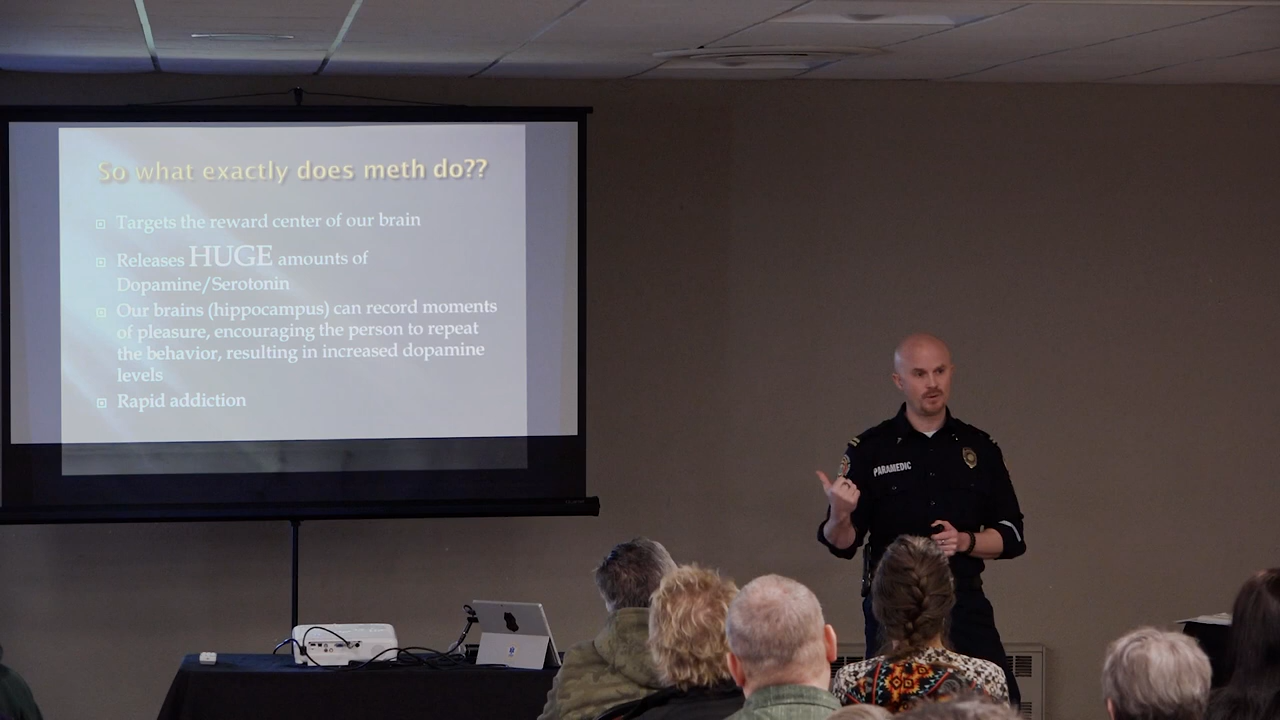 So what exactly does meth do??
Targets the reward center of our brain
Releases HUGE amounts of
Dopamine/Serotonin
Our brains (hippocampus) can record moments
of pleasure, encouraging the person to repeat
the behavior, resulting in increased dopamine
levels
Rapid addiction
PARAMEDIC